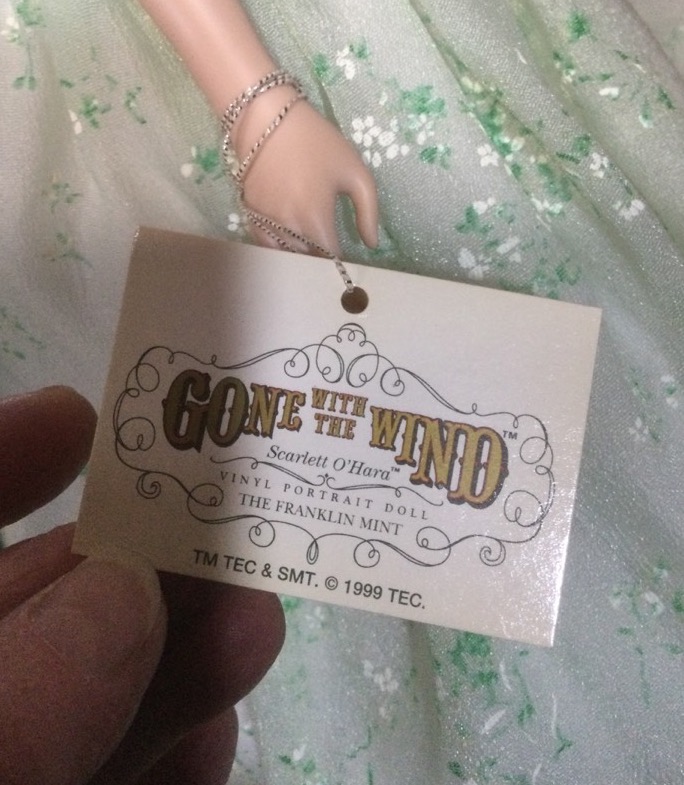 GONE WITH THE WIND™
Scarlett O'Hara™
VINYL PORTRAIT DOLL
THE FRANKLIN MINT
TM TEC & SMT. © 1999 TEC.